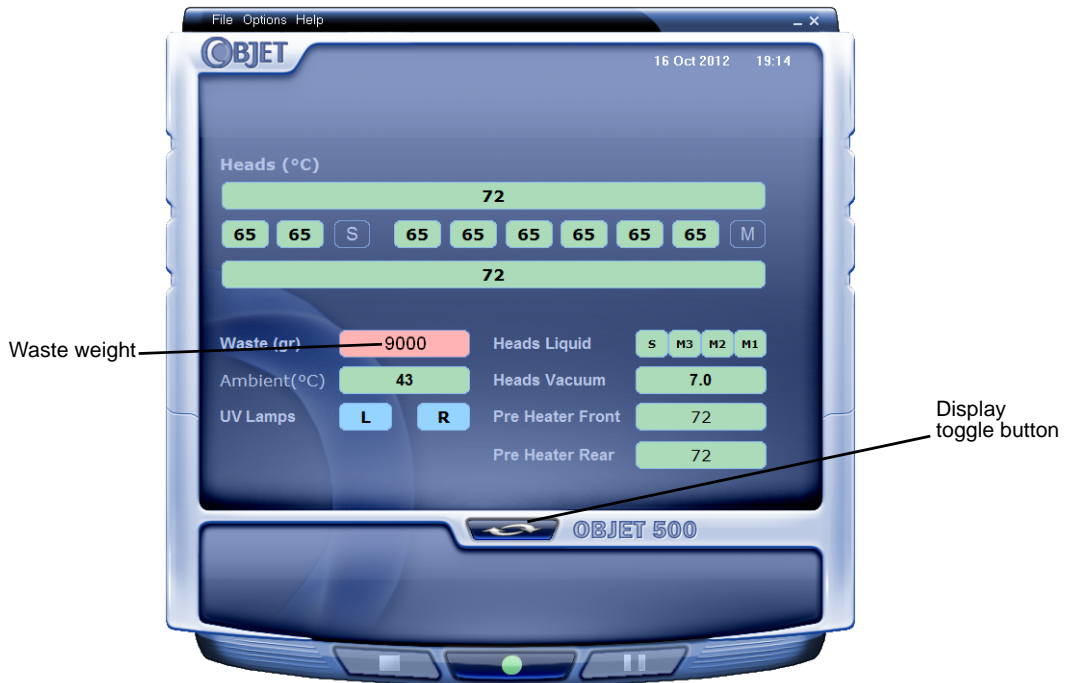 File Options Help
OBJET
16 Oct 2012 19:14
Heads (°C)
72
65 65 S 65 65 65 65 65 65 M
72
Waste weight
Waste (gr) 9000 Heads Liquid S M3 M2 M1
Ambient(°C) 43 Heads Vacuum 7.0
UV Lamps L R Pre Heater Front 72
Pre Heater Rear 72
Display
toggle button
OBJET 500